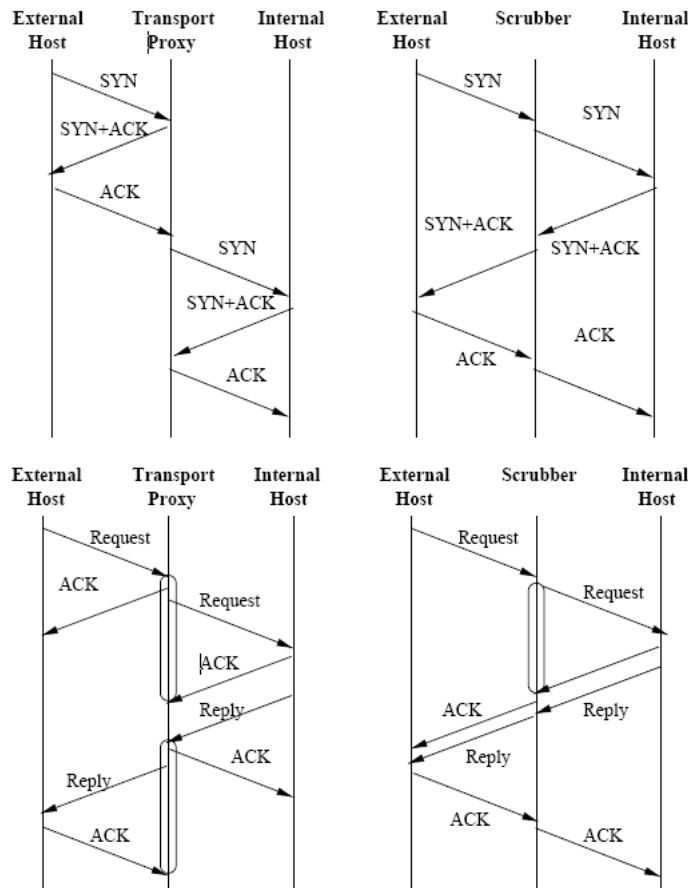 External Host
Transport Proxy
Internal Host
SYN
SYN+ACK
ACK
SYN
SYN+ACK
ACK
External Host
Scrubber
Internal Host
SYN
SYN
SYN+ACK
SYN+ACK
ACK
ACK
External Host
Transport Proxy
Internal Host
Request
ACK
Request
ACK
Reply
ACK
Reply
ACK
External Host
Scrubber
Internal Host
Request
Request
ACK
Reply
Reply
ACK
ACK